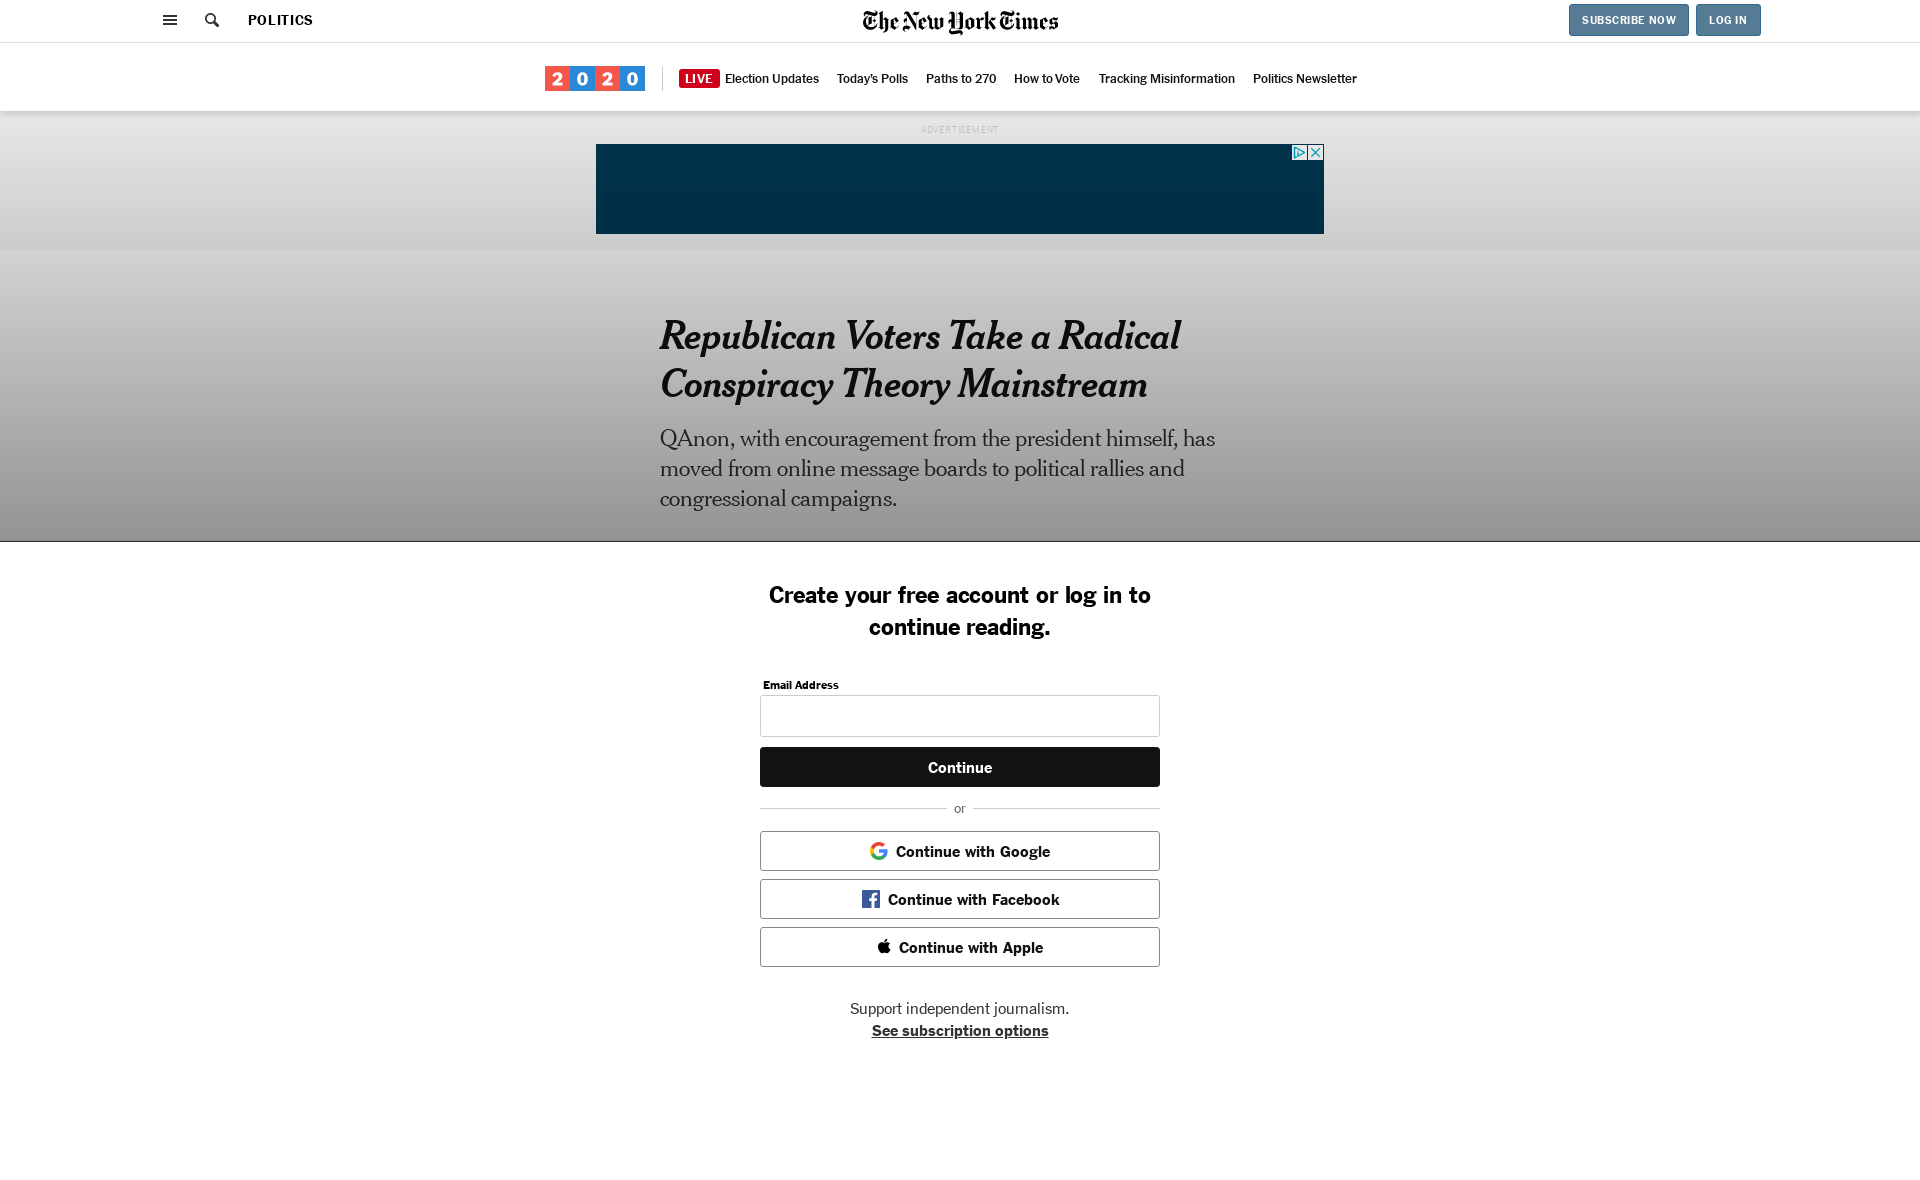 POLITICS
The New York Times
SUBSCRIBE NOW
LOG IN
2020
LIVE Election Updates
Today's Polls
Paths to 270
How to Vote
Tracking Misinformation
Politics Newsletter
ADVERTISEMENT
Republican Voters Take a Radical
Conspiracy Theory Mainstream
QAnon, with encouragement from the president himself, has
moved from online message boards to political rallies and
congressional campaigns.
Create your free account or log in to
continue reading.
Email Address
Continue
or
Continue with Google
Continue with Facebook
Continue with Apple
Support independent journalism.
See subscription options